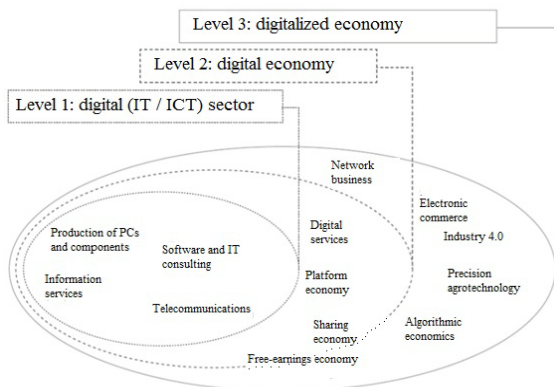 Level 3: digitalized economy
Level 2: digital economy
Level 1: digital (IT / ICT) sector
Network
business
Electronic
commerce
Digital
services
Industry 4.0
Production of PCs
and components
Software and IT
consulting
Information
services
Platform
economy
Precision
agrotechnology
Telecommunications
Sharing
economy
Algorithmic
economics
Free-earnings economy